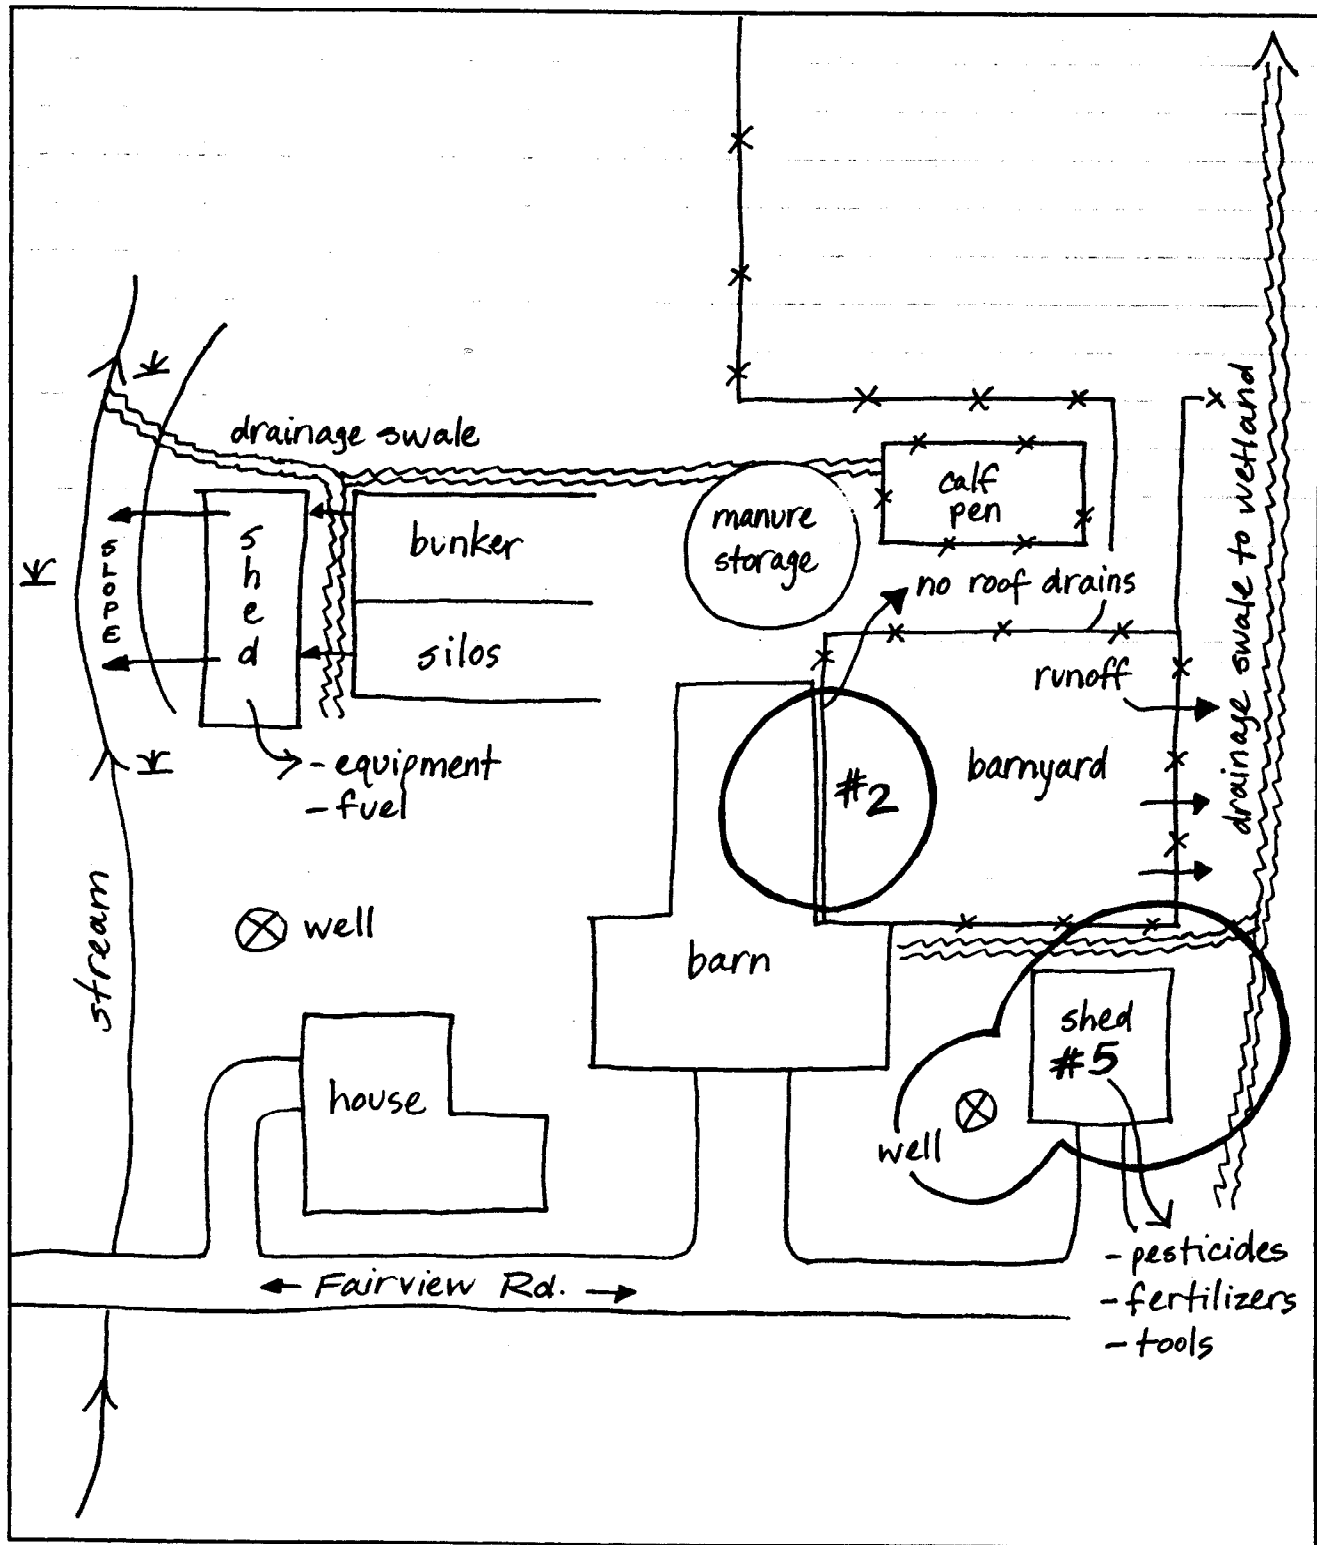 drainage swale
calf
pen
manure
storage
bunker
silos
shed
SLOPE
no roof drains
runoff
drainage swale to wetland
- equipment
- fuel
#2
barnyard
stream
well
barn
shed
#5
house
well
← Fairview Rd. →
- pesticides
- fertilizers
- tools